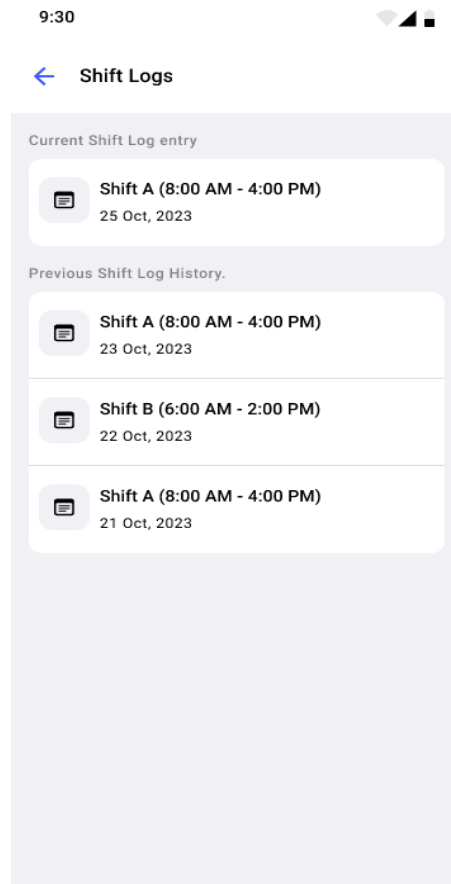 9:30
Shift Logs
Current Shift Log entry
Shift A (8:00 AM - 4:00 PM)
25 Oct, 2023
Previous Shift Log History.
Shift A (8:00 AM - 4:00 PM)
23 Oct, 2023
Shift B (6:00 AM - 2:00 PM)
22 Oct, 2023
Shift A (8:00 AM - 4:00 PM)
21 Oct, 2023